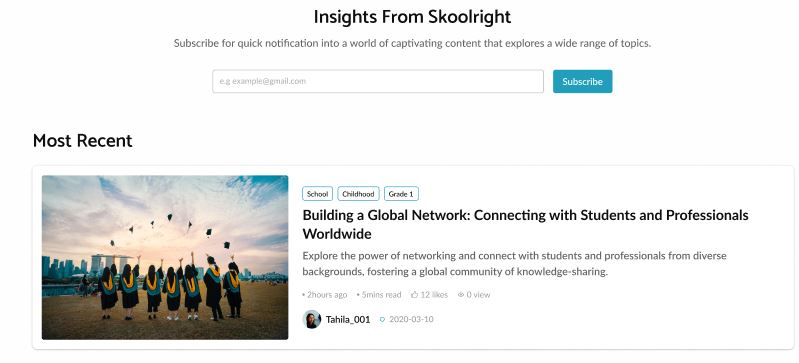 Insights From Skoolright
Subscribe for quick notification into a world of captivating content that explores a wide range of topics.
e.g example@gmail.com
Subscribe
Most Recent
School
Childhood
Grade 1
Building a Global Network: Connecting with Students and Professionals
Worldwide
Explore the power of networking and connect with students and professionals from diverse
backgrounds, fostering a global community of knowledge-sharing.
• 2hours ago • 5mins read 12 likes 0 view
Tahila_001 2020-03-10